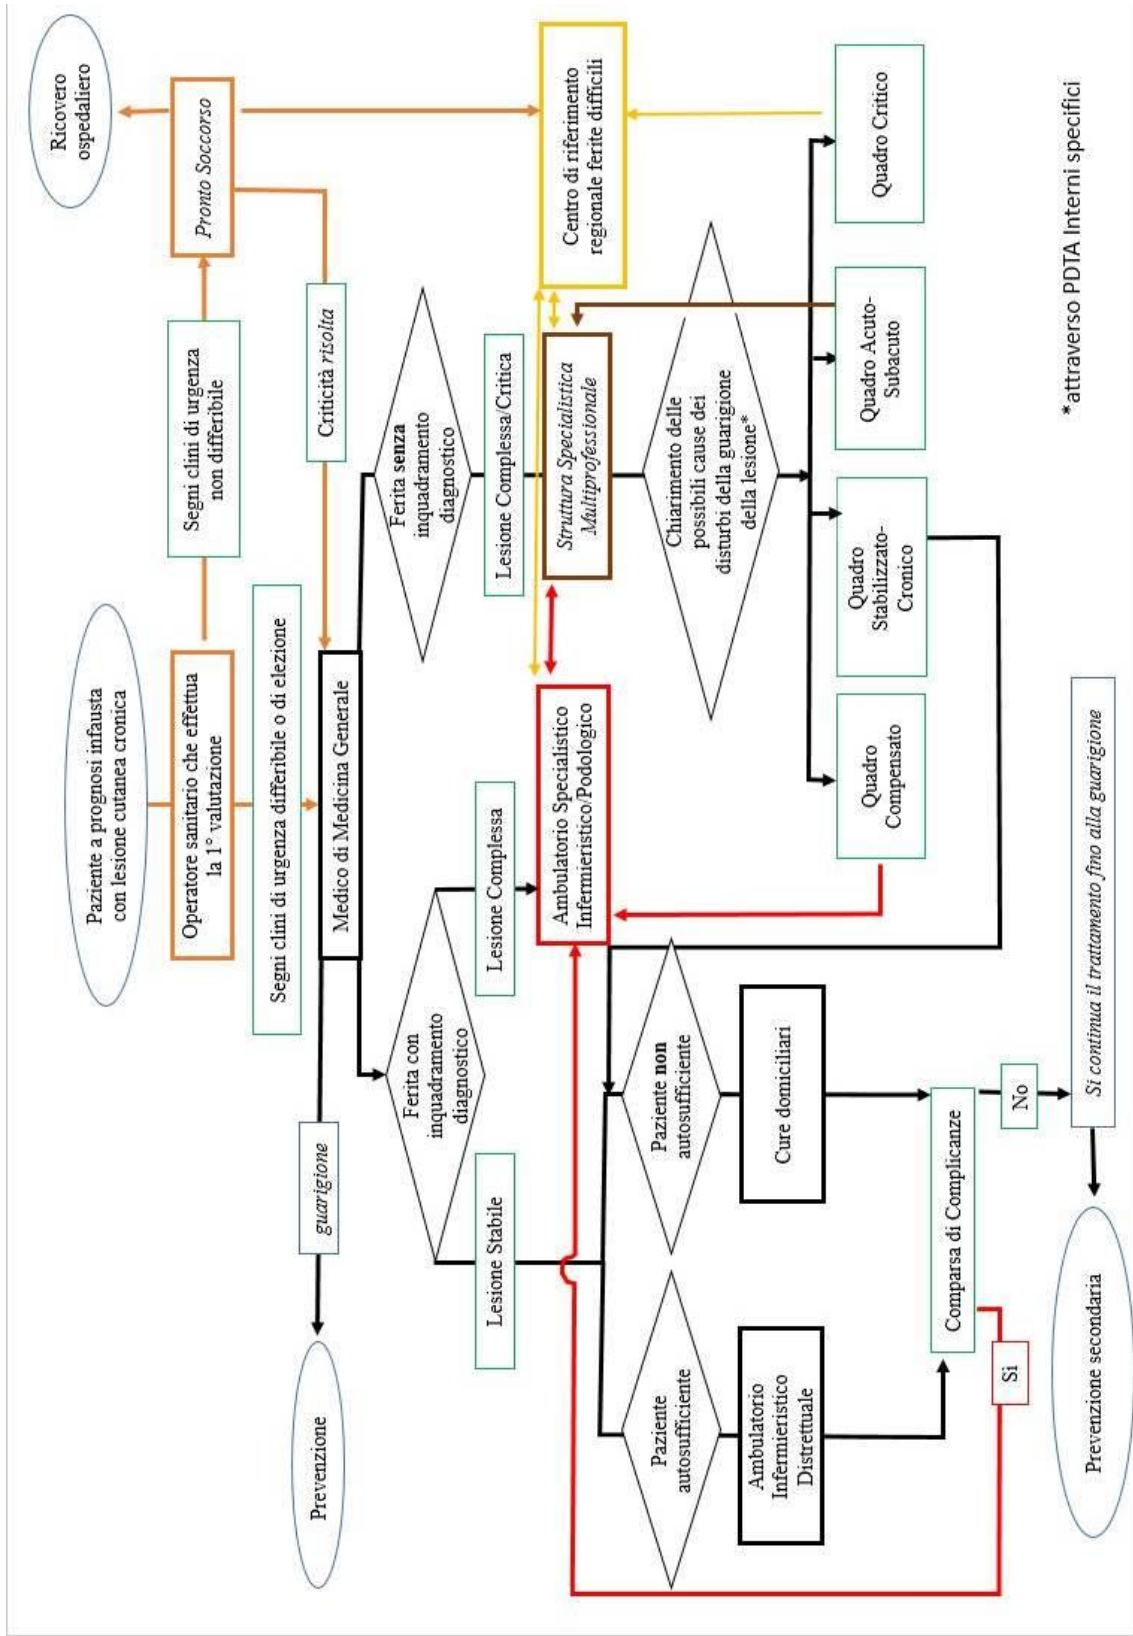 Paziente a prognosi infausta
con lesione cutanea cronica
Ricovero
ospedaliero
Operatore sanitario che effettua
la 1° valutazione
Segni clini di urgenza
non differibile
Pronto Soccorso
Segni clini di urgenza differibile o di elezione
Prevenzione
guarigione
Medico di Medicina Generale
Criticità risolta
Ferita con
inquadramento
diagnostico
Ferita senza
inquadramento
diagnostico
Lesione Stabile
Lesione Complessa
Lesione Complessa/Critica
Ambulatorio Specialistico
Infermieristico/Podologico
Struttura Specialistica
Multiprofessionale
Centro di riferimento
regionale ferite difficili
Paziente
autosufficiente
Paziente non
autosufficiente
Chiarimento delle
possibili cause dei
disturbi della guarigione
della lesione*
Ambulatorio
Infermieristico
Distrettuale
Cure domiciliari
Quadro
Compensato
Quadro
Stabilizzato-
Cronico
Quadro Acuto-
Subacuto
Quadro Critico
Comparsa di Complicanze
Si
No
Prevenzione secondaria
Si continua il trattamento fino alla guarigione
*attraverso PDTA Interni specifici